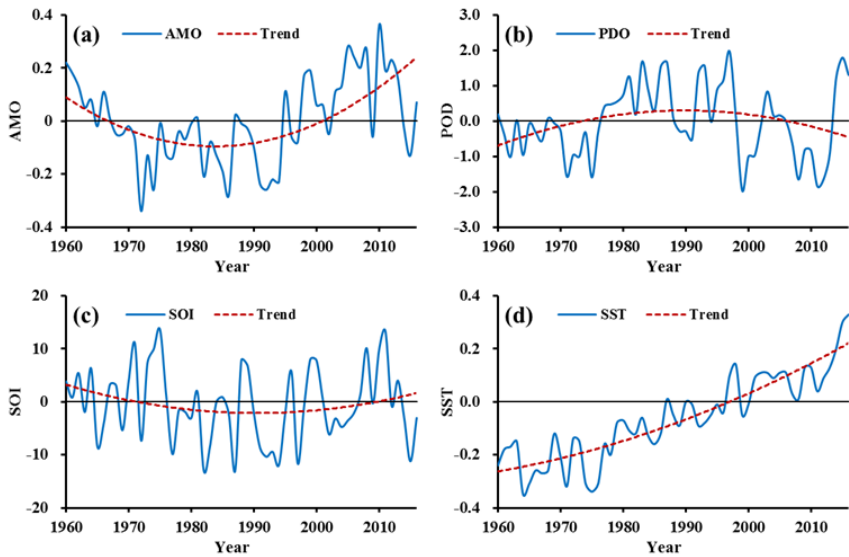 (a) AMO Trend
0.4
0.2
0
-0.2
-0.4
AMO
1960 1970 1980 1990 2000 2010
Year
(b) PDO Trend
3.0
2.0
1.0
0.0
-1.0
-2.0
-3.0
POD
1960 1970 1980 1990 2000 2010
Year
(c) SOI Trend
20
10
0
-10
-20
SOI
1960 1970 1980 1990 2000 2010
Year
(d) SST Trend
0.4
0.2
0.0
-0.2
-0.4
SST
1960 1970 1980 1990 2000 2010
Year